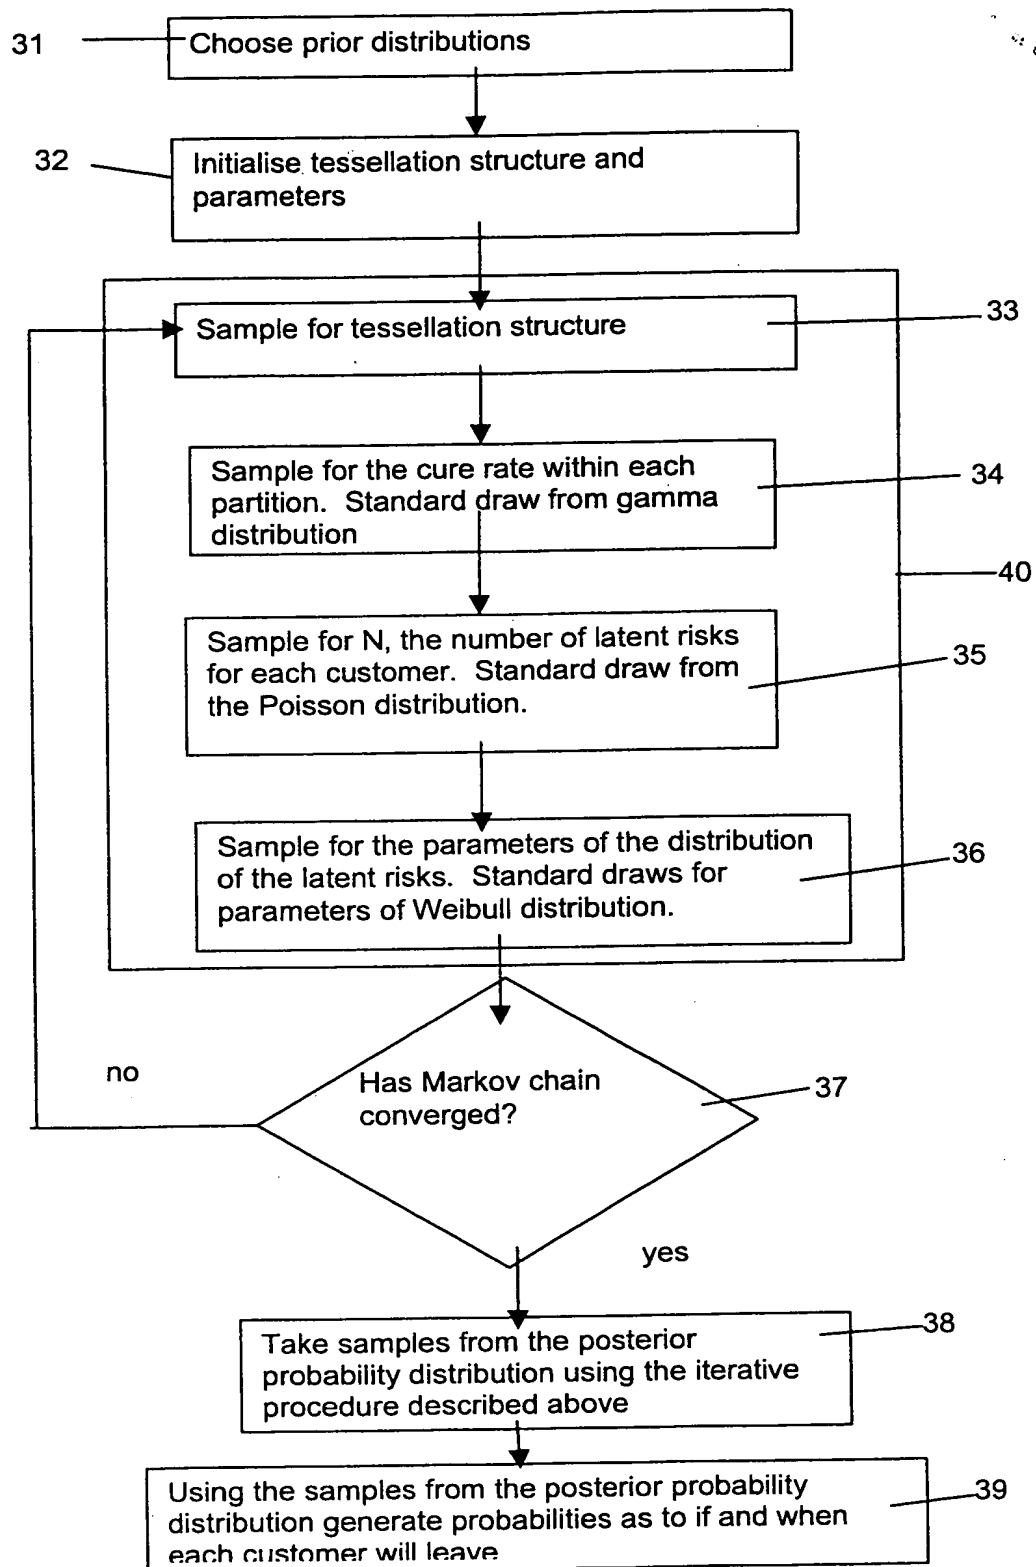 31
Choose prior distributions
32
Initialise tessellation structure and
parameters
Sample for tessellation structure
33
Sample for the cure rate within each
partition. Standard draw from gamma
distribution
34
40
Sample for N, the number of latent risks
for each customer. Standard draw from
the Poisson distribution.
35
Sample for the parameters of the distribution
of the latent risks. Standard draws for
parameters of Weibull distribution.
36
no
Has Markov chain
converged?
37
yes
Take samples from the posterior
probability distribution using the iterative
procedure described above
38
Using the samples from the posterior probability
distribution generate probabilities as to if and when
each customer will leave
39